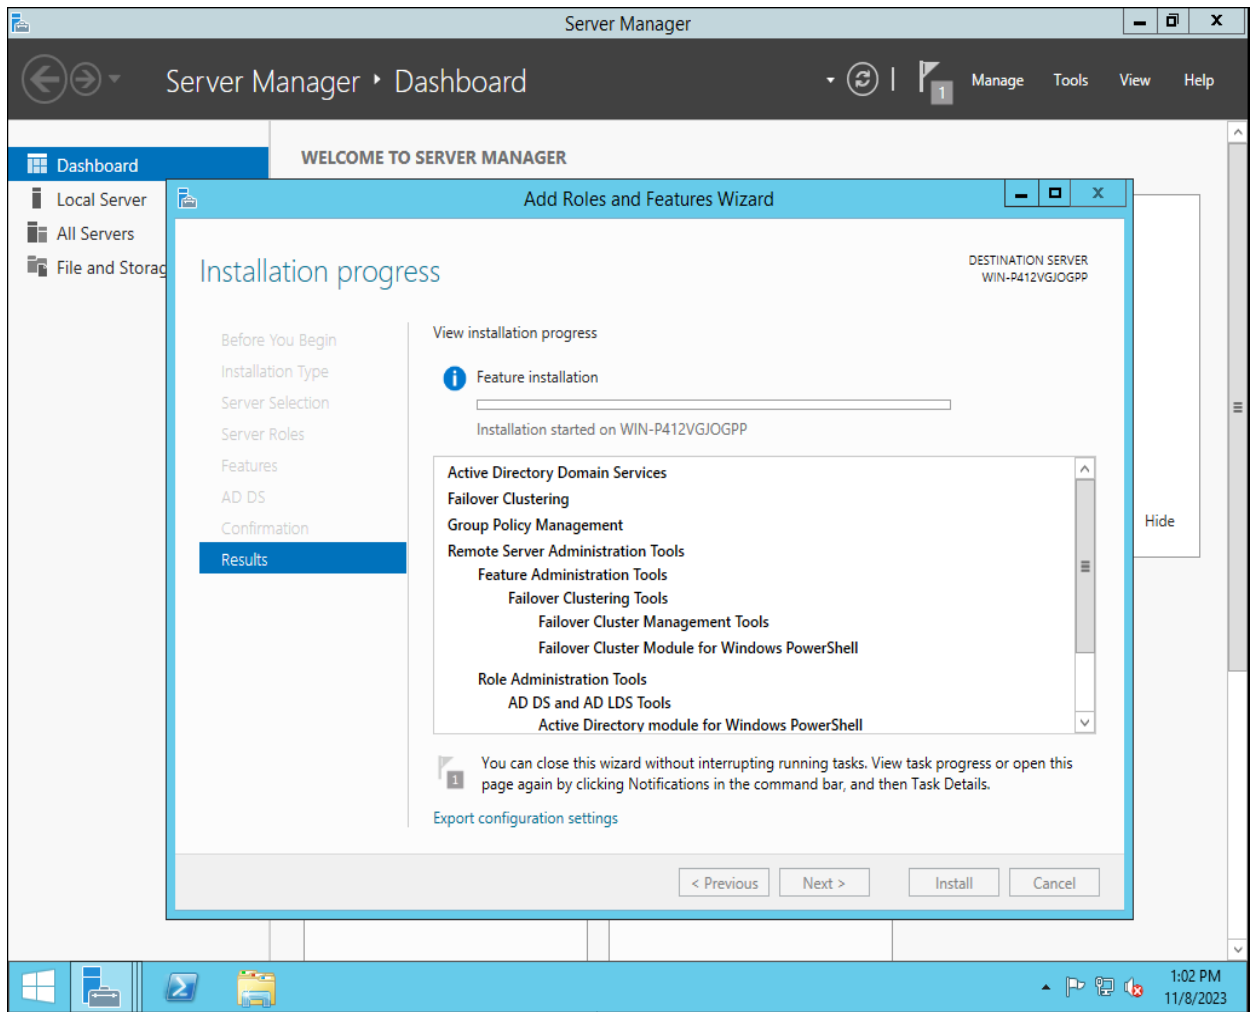 Server Manager
Server Manager ‣ Dashboard
1
Manage
Tools
View
Help
Dashboard
Local Server
All Servers
File and Storag
WELCOME TO SERVER MANAGER
Add Roles and Features Wizard
Installation progress
DESTINATION SERVER
WIN-P412VGJOGPP
Before You Begin
Installation Type
Server Selection
Server Roles
Features
AD DS
Confirmation
Results
View installation progress
Feature installation
Installation started on WIN-P412VGJOGPP
Active Directory Domain Services
Failover Clustering
Group Policy Management
Remote Server Administration Tools
Feature Administration Tools
Failover Clustering Tools
Failover Cluster Management Tools
Failover Cluster Module for Windows PowerShell
Role Administration Tools
AD DS and AD LDS Tools
Active Directory module for Windows PowerShell
1
You can close this wizard without interrupting running tasks. View task progress or open this
page again by clicking Notifications in the command bar, and then Task Details.
Export configuration settings
< Previous
Next >
Install
Cancel
Hide
1:02 PM
11/8/2023